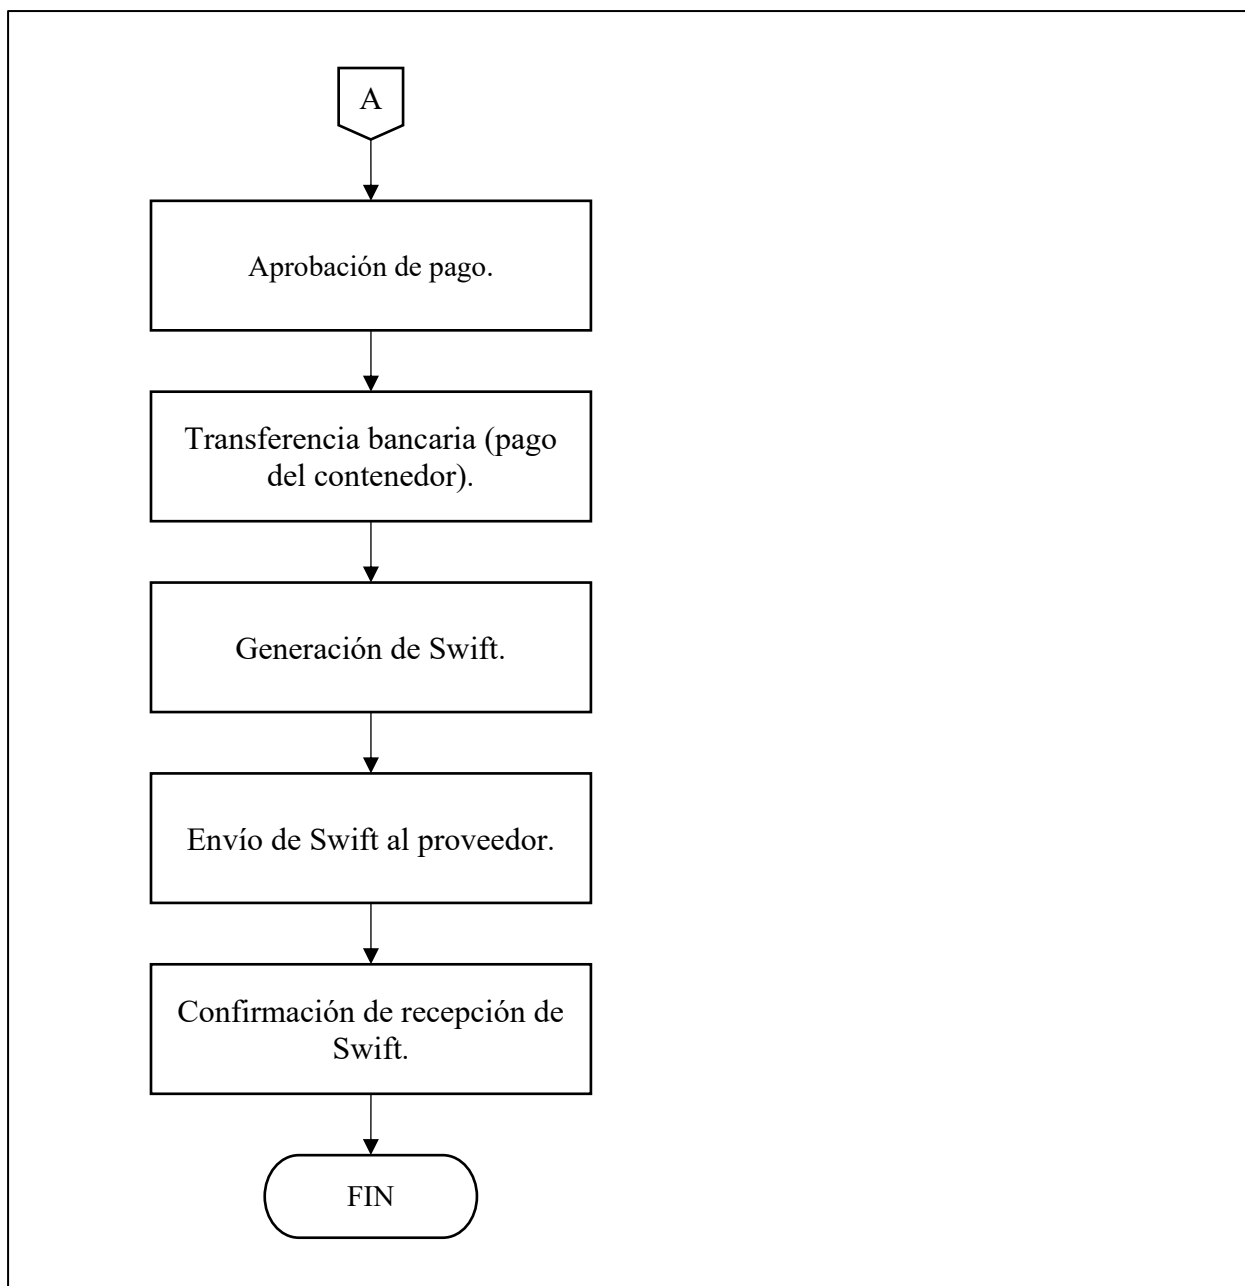 A
Aprobación de pago.
Transferencia bancaria (pago
del contenedor).
Generación de Swift.
Envío de Swift al proveedor.
Confirmación de recepción de
Swift.
FIN